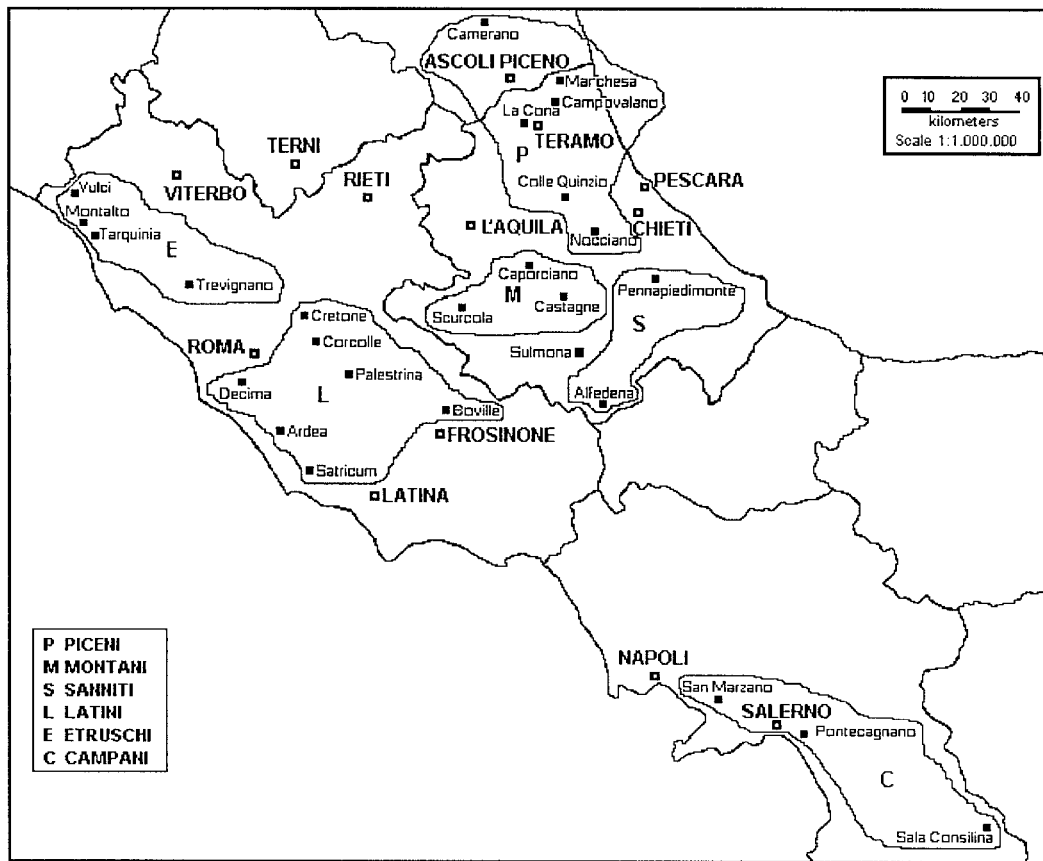 Camerano
ASCOLI PICENO
Marchesa
Campovalano
La Cona
TERAMO
P
0 10 20 30 40
kilometers
Scale 1:1.000.000
TERNI
VITERBO
RIETI
Colle Quinzio
PESCARA
CHIETI
L'AQUILA
Nocciano
Vulci
Montalto
Tarquinia
E
Trevignano
Caporciano
M
Castagne
Scurcola
Pennapiedimonte
S
Sulmona
Alfedena
Cretone
Corcolle
ROMA
Palestrina
Decima
L
Boville
Ardea
FROSINONE
Satricum
LATINA
P PICENI
M MONTANI
S SANNITI
L LATINI
E ETRUSCHI
C CAMPANI
NAPOLI
San Marzano
SALERNO
Pontecagnano
C
Sala Consilina